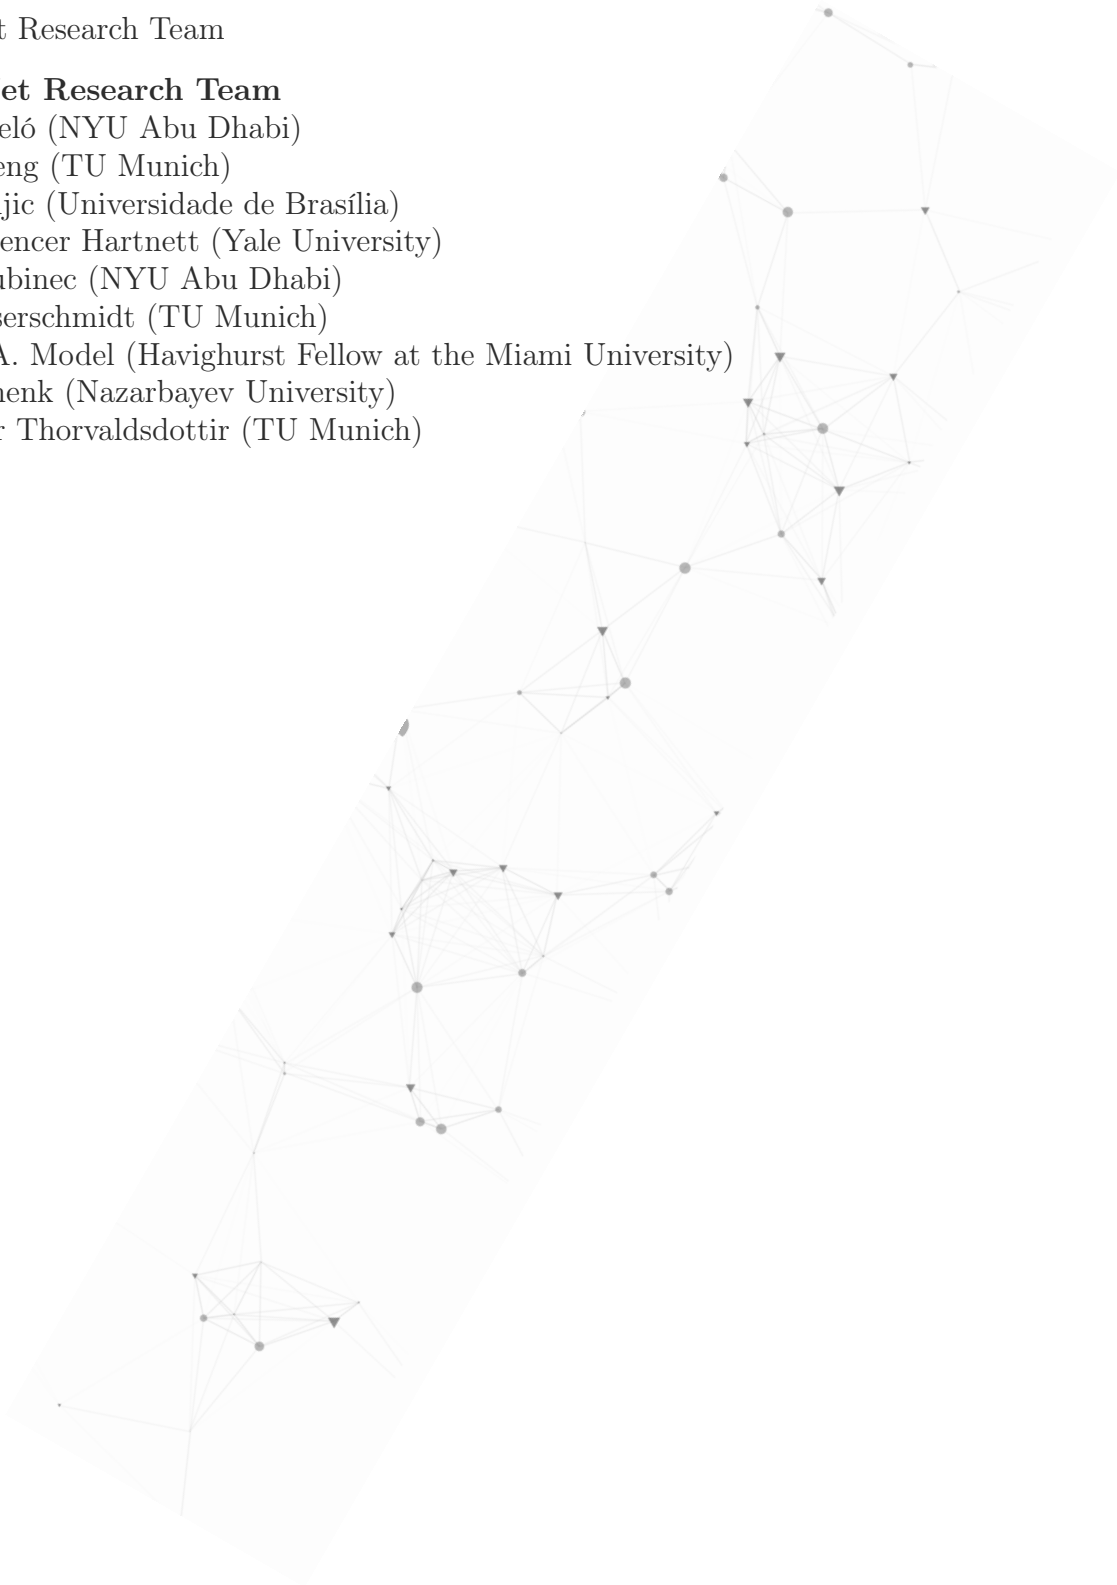 t Research Team
et Research Team
eló (NYU Abu Dhabi)
eng (TU Munich)
jic (Universidade de Brasília)
encer Hartnett (Yale University)
ubinec (NYU Abu Dhabi)
serschmidt (TU Munich)
A. Model (Havighurst Fellow at the Miami University)
henk (Nazarbayev University)
r Thorvaldsdottir (TU Munich)